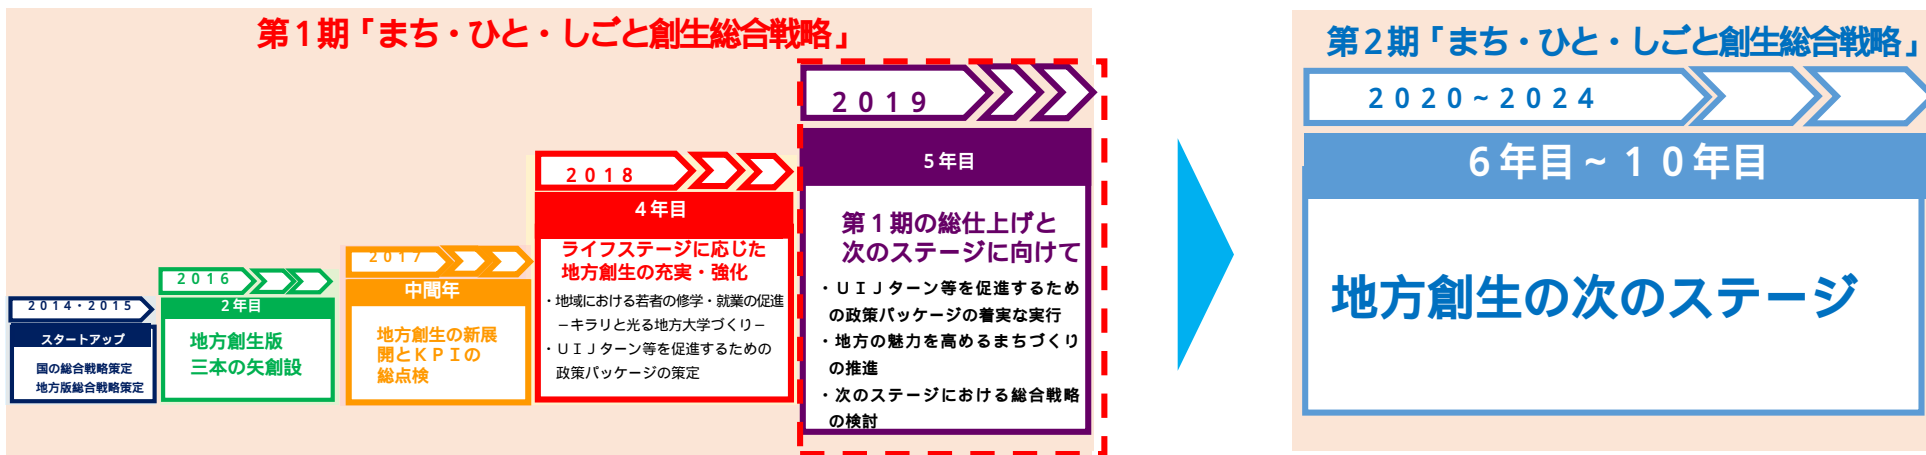 第1期「まち・ひと・しごと創生総合戦略」
2014・2015
スタートアップ
国の総合戦略策定
地方版総合戦略策定
2016
2年目
地方創生版
三本の矢創設
2017
中間年
地方創生の新展
開とＫＰＩの
総点検
2018
4年目
ライフステージに応じた
地方創生の充実・強化
・地域における若者の修学・就業の促進
－キラリと光る地方大学づくり－
・ＵＩＪターン等を促進するための
政策パッケージの策定
2019
5年目
第1期の総仕上げと
次のステージに向けて
・ＵＩＪターン等を促進するため
の政策パッケージの着実な実行
・地方の魅力を高めるまちづくり
の推進
・次のステージにおける総合戦略
の検討
第2期「まち・ひと・しごと創生総合戦略」
2020~2024
6年目~10年目
地方創生の次のステージ